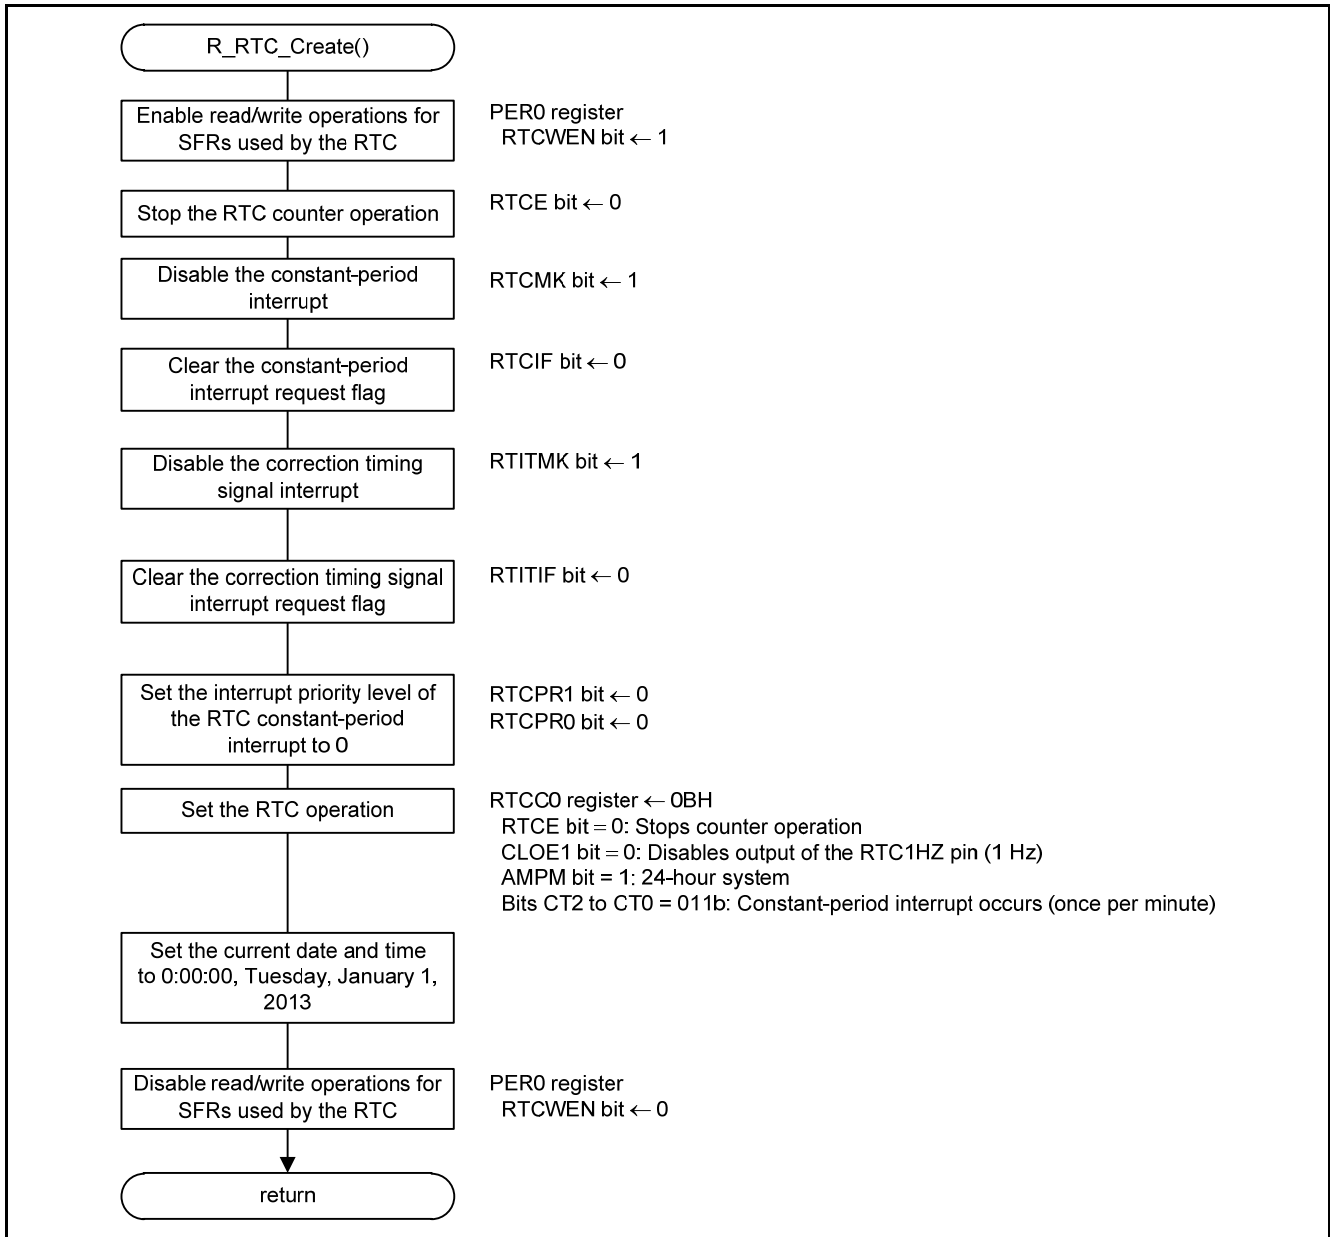 R_RTC_Create()
Enable read/write operations for
SFRs used by the RTC
PER0 register
RTCWEN bit ← 1
Stop the RTC counter operation
RTCE bit ← 0
Disable the constant-period
interrupt
RTCMK bit ← 1
Clear the constant-period
interrupt request flag
RTCIF bit ← 0
Disable the correction timing
signal interrupt
RTITMK bit ← 1
Clear the correction timing signal
interrupt request flag
RTITIF bit ← 0
Set the interrupt priority level of
the RTC constant-period
interrupt to 0
RTCPR1 bit ← 0
RTCPR0 bit ← 0
Set the RTC operation
RTCC0 register ← 0BH
RTCE bit = 0: Stops counter operation
CLOE1 bit = 0: Disables output of the RTC1HZ pin (1 Hz)
AMPM bit = 1: 24-hour system
Bits CT2 to CT0 = 011b: Constant-period interrupt occurs (once per minute)
Set the current date and time
to 0:00:00, Tuesday, January 1,
2013
Disable read/write operations for
SFRs used by the RTC
PER0 register
RTCWEN bit ← 0
return